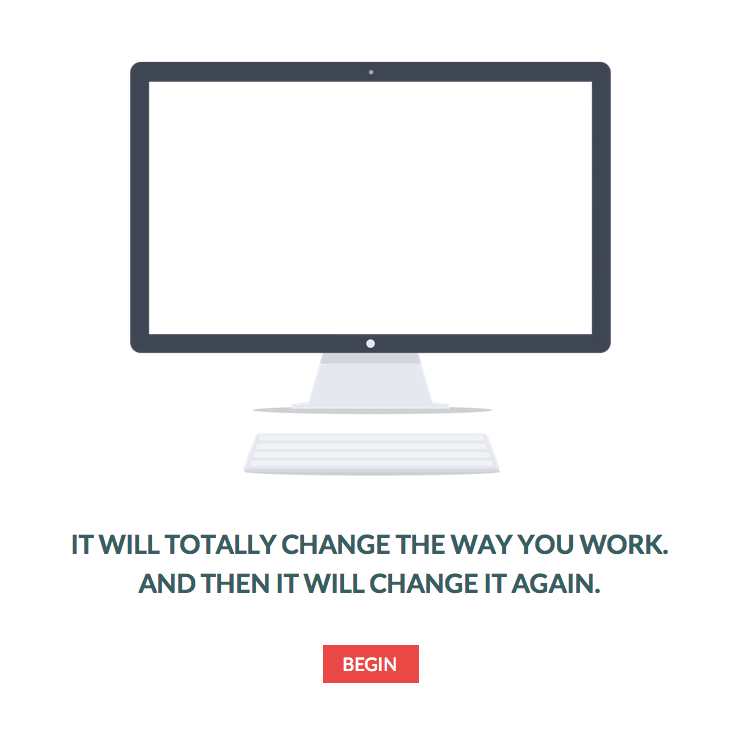 IT WILL TOTALLY CHANGE THE WAY YOU WORK.
AND THEN IT WILL CHANGE IT AGAIN.
BEGIN